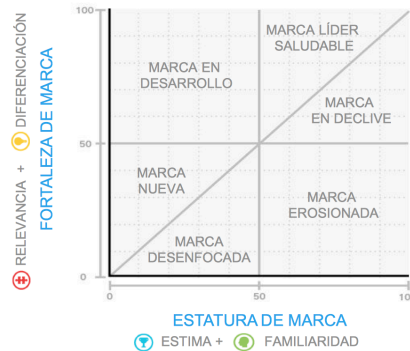 100
MARCA LÍDER
SALUDABLE
MARCA EN
DESARROLLO
MARCA
EN DECLIVE
50
MARCA
NUEVA
MARCA
EROSIONADA
MARCA
DESENFOCADA
0
0
50
100
RELEVANCIA + DIFERENCIACIÓN
FORTALEZA DE MARCA
ESTATURA DE MARCA
ESTIMA + FAMILIARIDAD